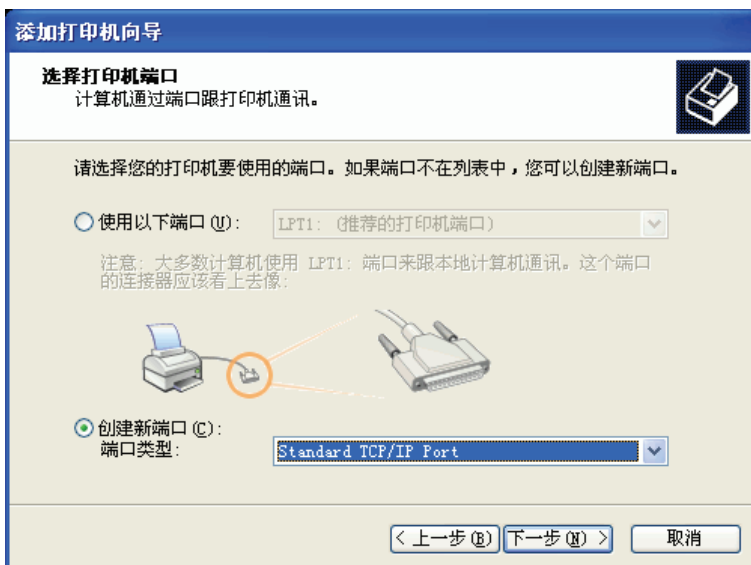 添加打印机向导
选择打印机端口
计算机通过端口跟打印机通讯。
请选择您的打印机要使用的端口。如果端口不在列表中，您可以创建新端口。
使用以下端口(U): LPT1: (推荐的打印机端口)
注意: 大多数计算机使用 LPT1: 端口来跟本地计算机通讯。这个端口
的连接器应该看上去像:
创建新端口(C):
端口类型: Standard TCP/IP Port
< 上一步(B) 下一步(N) > 取消